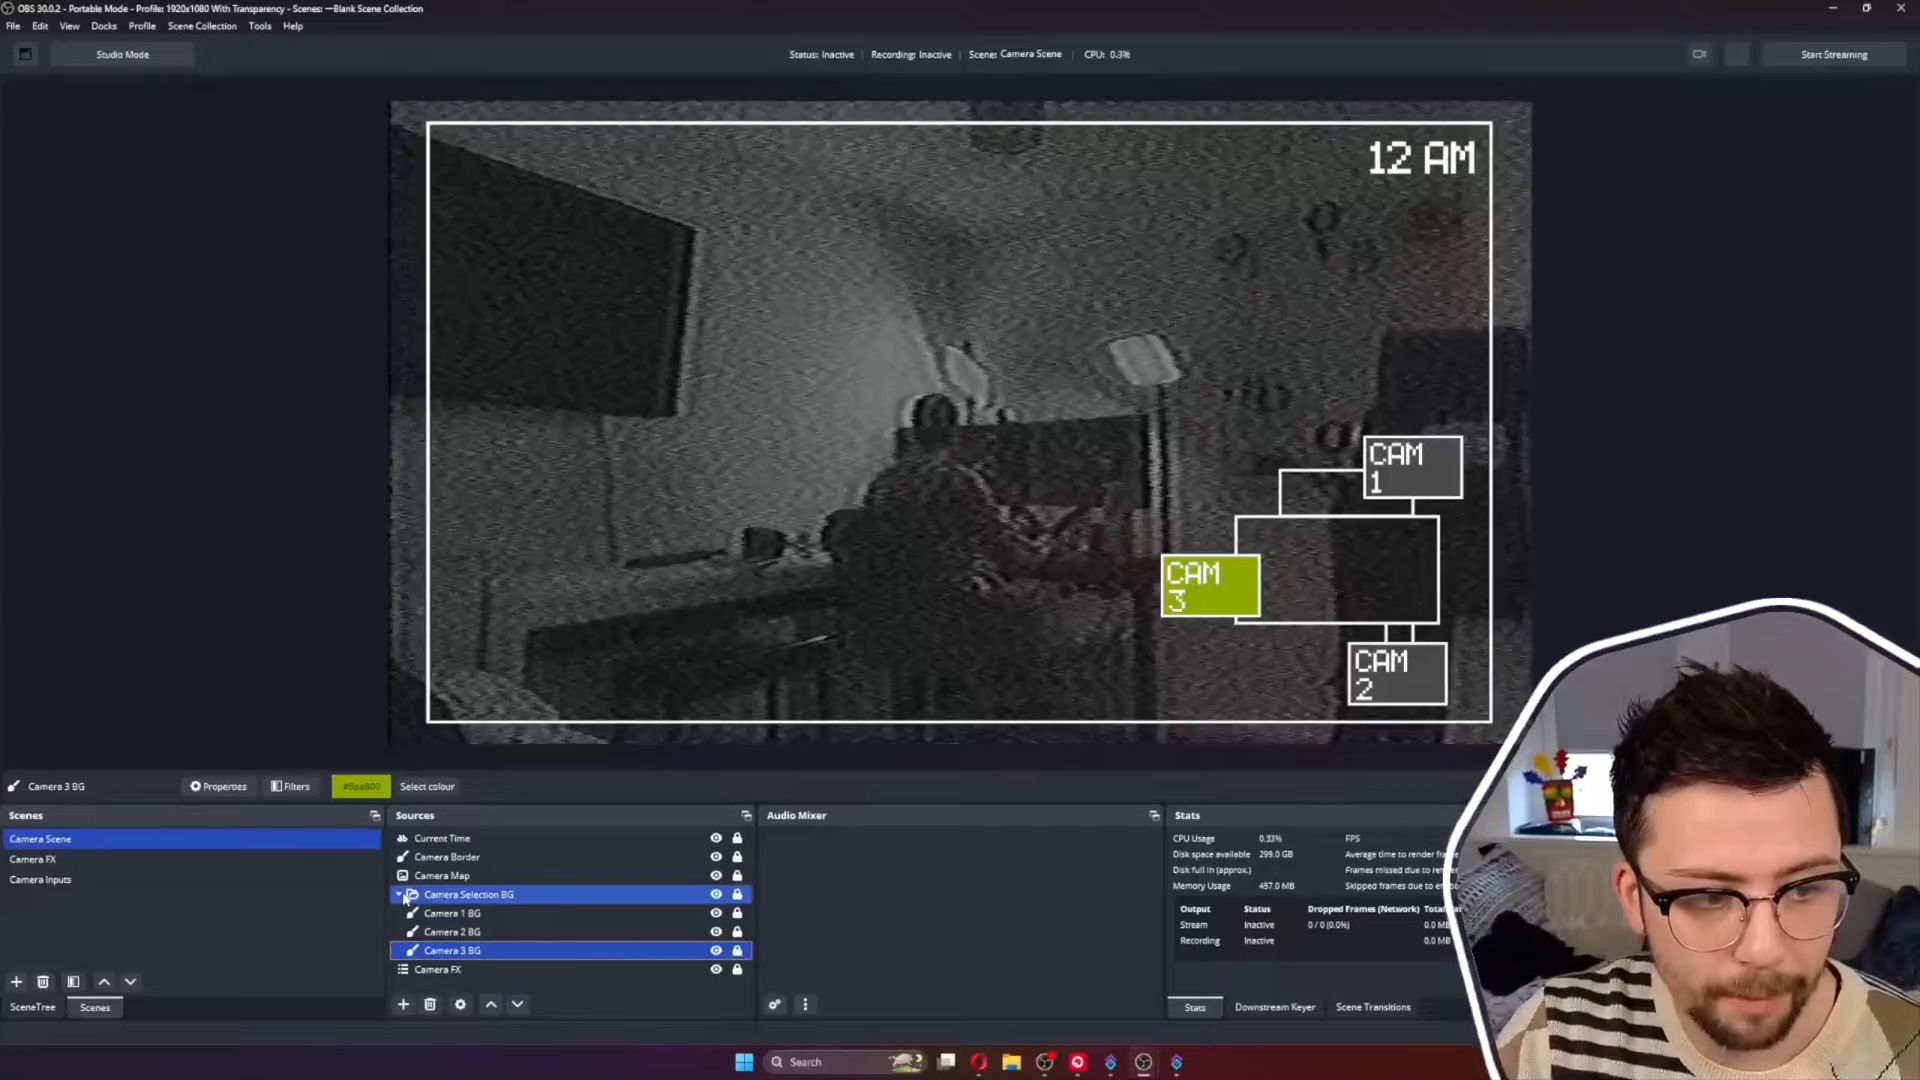 OBS 30.0.2 - Portable Mode - Profile: 1920x1080 With Transparency - Scenes: —Blank Scene Collection
File Edit View Docks Profile Scene Collection Tools Help
Studio Mode
Status: Inactive Recording: Inactive Scene: Camera Scene CPU: 0.3%
Start Streaming
12 AM
CAM
1
CAM
3
CAM
2
Camera 3 BG
Properties
Filters
#8aa800
Select colour
Scenes
Camera Scene
Camera FX
Camera Inputs
SceneTree
Scenes
Sources
Current Time
Camera Border
Camera Map
Camera Selection BG
Camera 1 BG
Camera 2 BG
Camera 3 BG
Camera FX
Audio Mixer
Stats
CPU Usage 0.33% FPS
Disk space available 299.0 GB Average time to render
Disk full in (approx.) Frames missed due to
Memory Usage 457.0 MB Skipped frames due to
Output Status Dropped Frames (Network)
Stream Inactive 0 / 0 (0.0%) 0.0
Recording Inactive 0.0
Stats
Downstream Keyer
Scene Transitions
Search